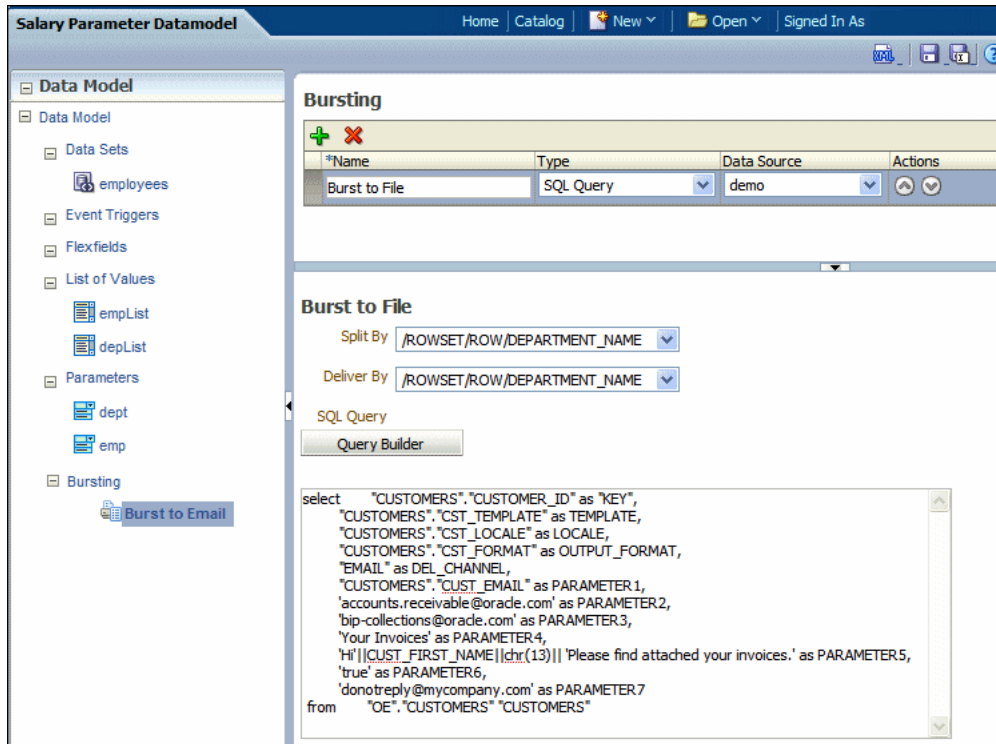 Salary Parameter Datamodel
Home Catalog New Open Signed In As
XML
Data Model
Data Model
Data Sets
employees
Event Triggers
Flexfields
List of Values
empList
depList
Parameters
dept
emp
Bursting
Burst to Email
Bursting
*Name Type Data Source Actions
Burst to File SQL Query demo
Burst to File
Split By /ROWSET/ROW/DEPARTMENT_NAME
Deliver By /ROWSET/ROW/DEPARTMENT_NAME
SQL Query
Query Builder
select "CUSTOMERS"."CUSTOMER_ID" as "KEY",
"CUSTOMERS"."CST_TEMPLATE" as TEMPLATE,
"CUSTOMERS"."CST_LOCALE" as LOCALE,
"CUSTOMERS"."CST_FORMAT" as OUTPUT_FORMAT,
"EMAIL" as DEL_CHANNEL,
"CUSTOMERS"."CUST_EMAIL" as PARAMETER1,
'accounts.receivable@oracle.com' as PARAMETER2,
'bip-collections@oracle.com' as PARAMETER3,
'Your Invoices' as PARAMETER4,
'Hi'||CUST_FIRST_NAME||chr(13)|| 'Please find attached your invoices.' as PARAMETER5,
'true' as PARAMETER6,
'donotreply@mycompany.com' as PARAMETER7
from "OE"."CUSTOMERS" "CUSTOMERS"